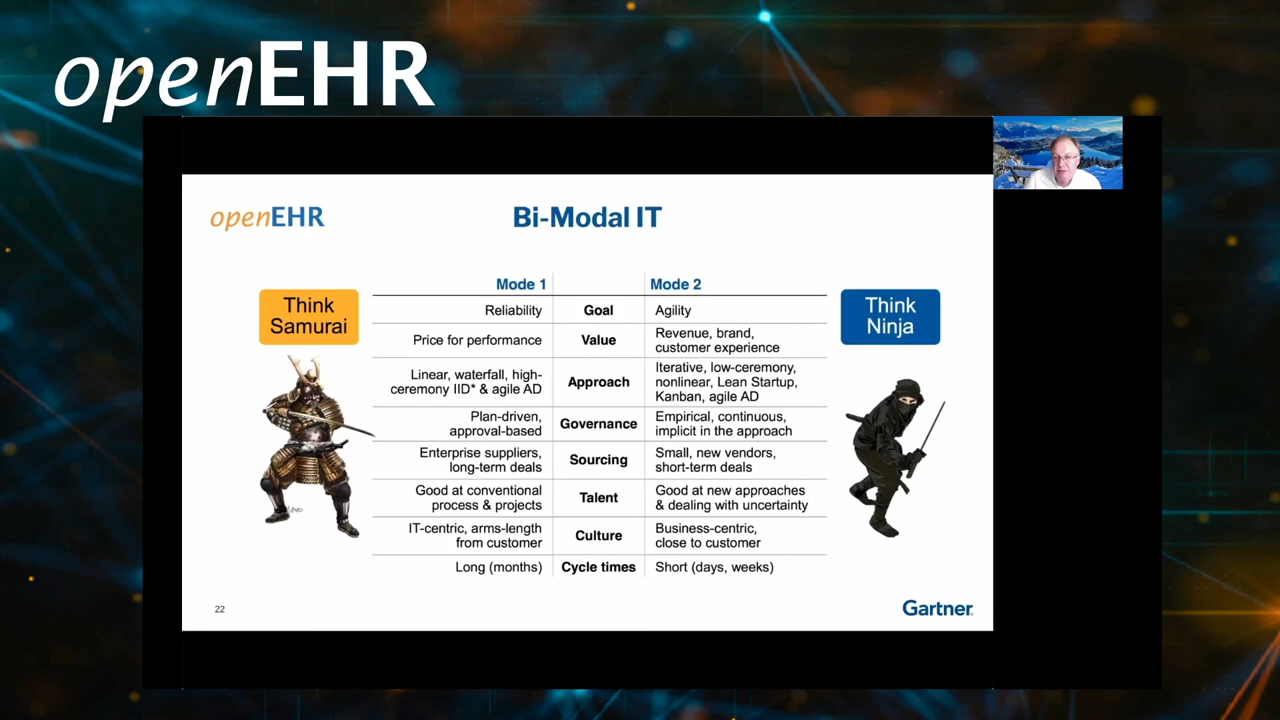 openEHR
openEHR
Bi-Modal IT
Think
Samurai
Think
Ninja
Mode 1
Mode 2
Reliability
Goal
Agility
Price for performance
Value
Revenue, brand,
customer experience
Linear, waterfall, high-
ceremony IID* & agile AD
Approach
Iterative, low-ceremony,
nonlinear, Lean Startup,
Kanban, agile AD
Plan-driven,
approval-based
Governance
Empirical, continuous,
implicit in the approach
Enterprise suppliers,
long-term deals
Sourcing
Small, new vendors,
short-term deals
Good at conventional
process & projects
Talent
Good at new approaches
& dealing with uncertainty
IT-centric, arms-length
from customer
Culture
Business-centric,
close to customer
Long (months)
Cycle times
Short (days, weeks)
22
Gartner